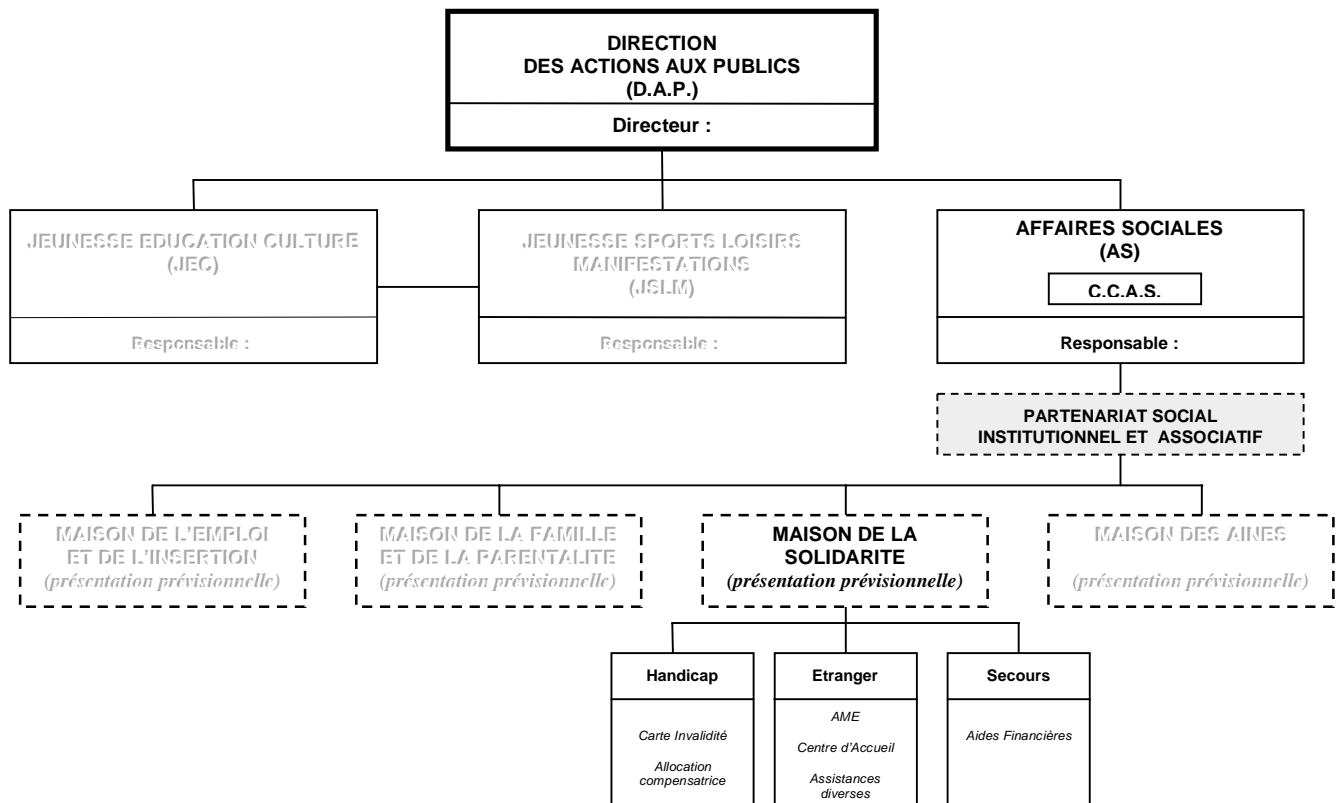 DIRECTION
DES ACTIONS AUX PUBLICS
(D.A.P.)
Directeur :
JEUNESSE EDUCATION CULTURE
(JEC)
Responsable :
JEUNESSE SPORTS LOISIRS
MANIFESTATIONS
(JSLM)
Responsable :
AFFAIRES SOCIALES
(AS)
C.C.A.S.
Responsable :
PARTENARIAT SOCIAL
INSTITUTIONNEL ET ASSOCIATIF
MAISON DE L'EMPLOI
ET DE L'INSERTION
(présentation prévisionnelle)
MAISON DE LA FAMILLE
ET DE LA PARENTALITE
(présentation prévisionnelle)
MAISON DE LA
SOLIDARITE
(présentation prévisionnelle)
MAISON DES AINES
(présentation prévisionnelle)
Handicap
Carte Invalidité
Allocation
compensatrice
Etranger
AME
Centre d'Accueil
Assistances
diverses
Secours
Aides Financières